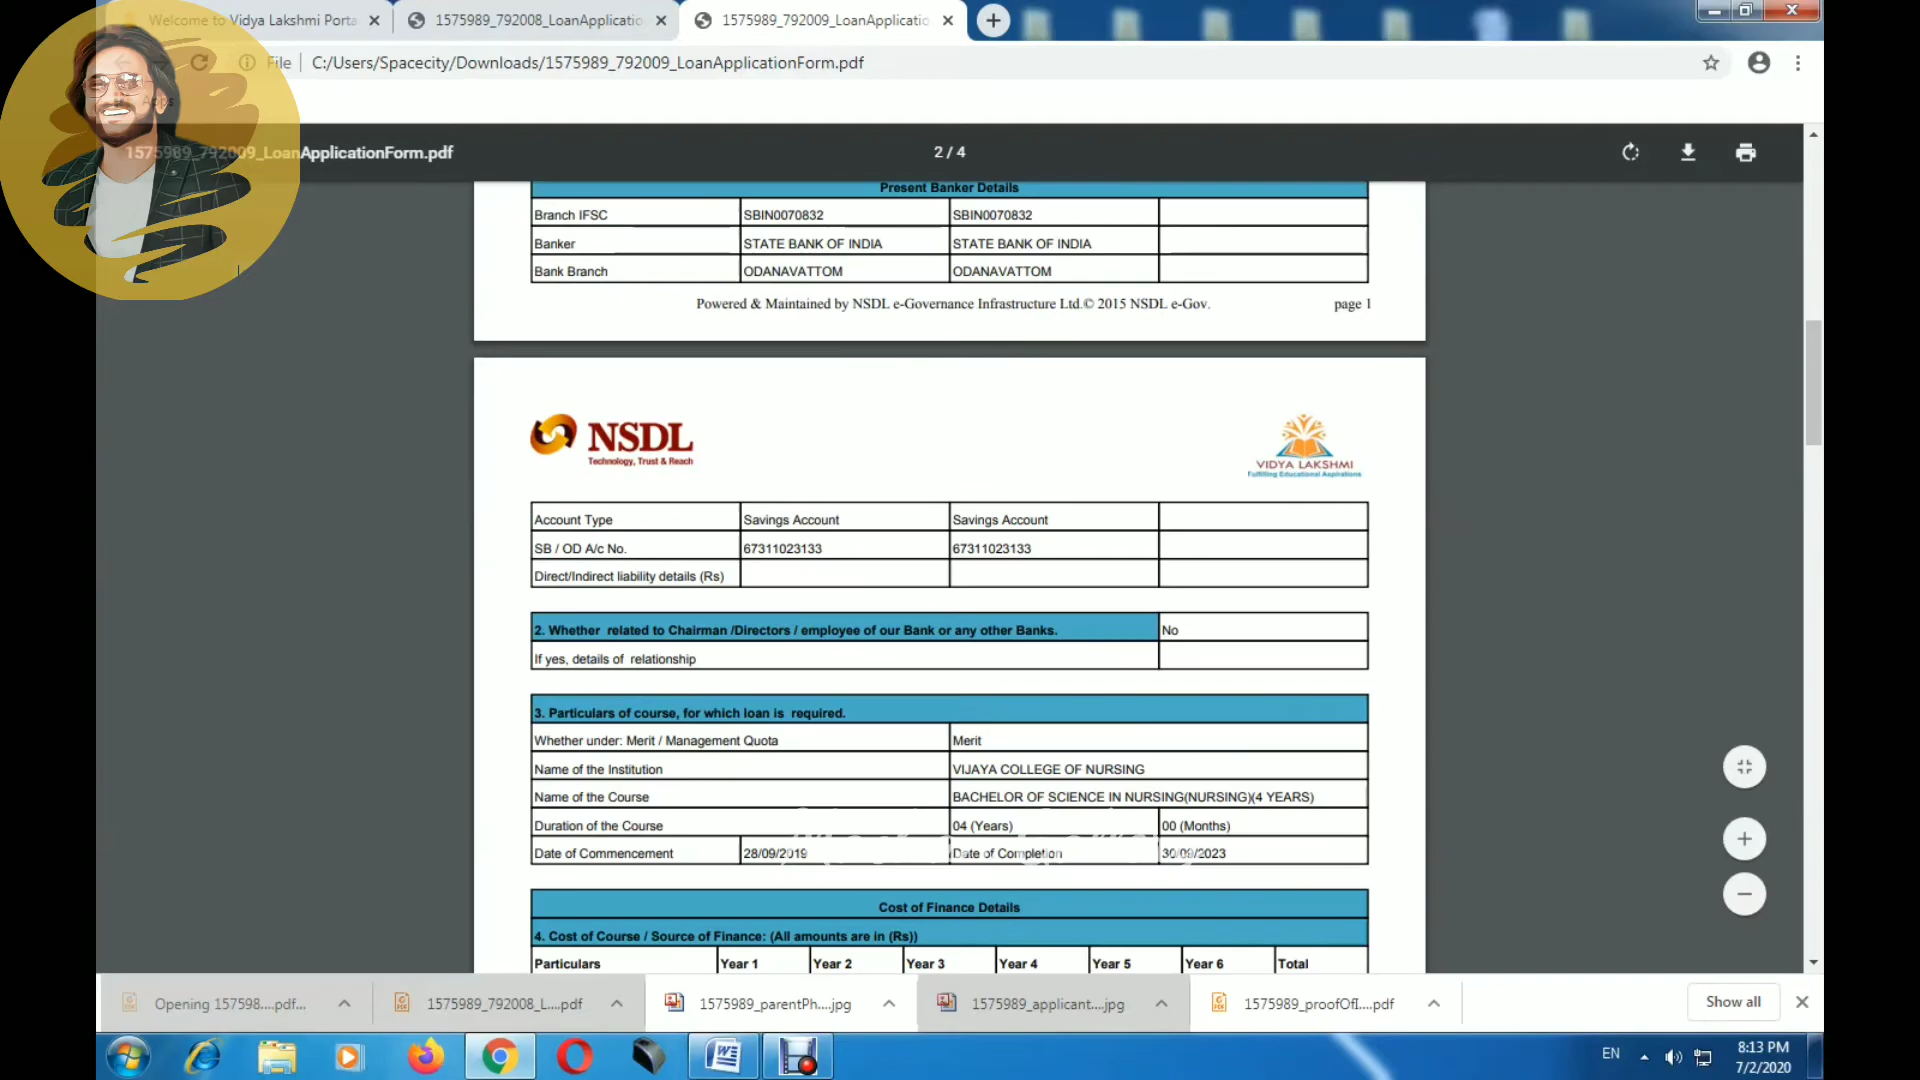 Welcome to Vidya Lakshmi Porta
1575989_792008_LoanApplicatio
1575989_792009_LoanApplicatio
File C:/Users/Spacecity/Downloads/1575989_792009_LoanApplicationForm.pdf
Apps
1575989_792009_LoanApplicationForm.pdf 2 / 4
Present Banker Details
Branch IFSC SBIN0070832 SBIN0070832
Banker STATE BANK OF INDIA STATE BANK OF INDIA
Bank Branch ODANAVATTOM ODANAVATTOM
Powered & Maintained by NSDL e-Governance Infrastructure Ltd.© 2015 NSDL e-Gov. page 1
NSDL
Technology, Trust & Reach
VIDYA LAKSHMI
Fulfilling Educational Aspirations
Account Type Savings Account Savings Account
SB / OD A/c No. 67311023133 67311023133
Direct/Indirect liability details (Rs)
2. Whether related to Chairman /Directors / employee of our Bank or any other Banks. No
If yes, details of relationship
3. Particulars of course, for which loan is required.
Whether under: Merit / Management Quota Merit
Name of the Institution VIJAYA COLLEGE OF NURSING
Name of the Course BACHELOR OF SCIENCE IN NURSING(NURSING)(4 YEARS)
Duration of the Course 04 (Years) 00 (Months)
Date of Commencement 28/09/2019 Date of Completion 30/09/2023
Cost of Finance Details
4. Cost of Course / Source of Finance: (All amounts are in (Rs))
Particulars Year 1 Year 2 Year 3 Year 4 Year 5 Year 6 Total
Opening 157598....pdf... 1575989_792008_L....pdf 1575989_parentPh....jpg 1575989_applicant....jpg 1575989_proofOfI....pdf Show all
EN 8:13 PM
7/2/2020